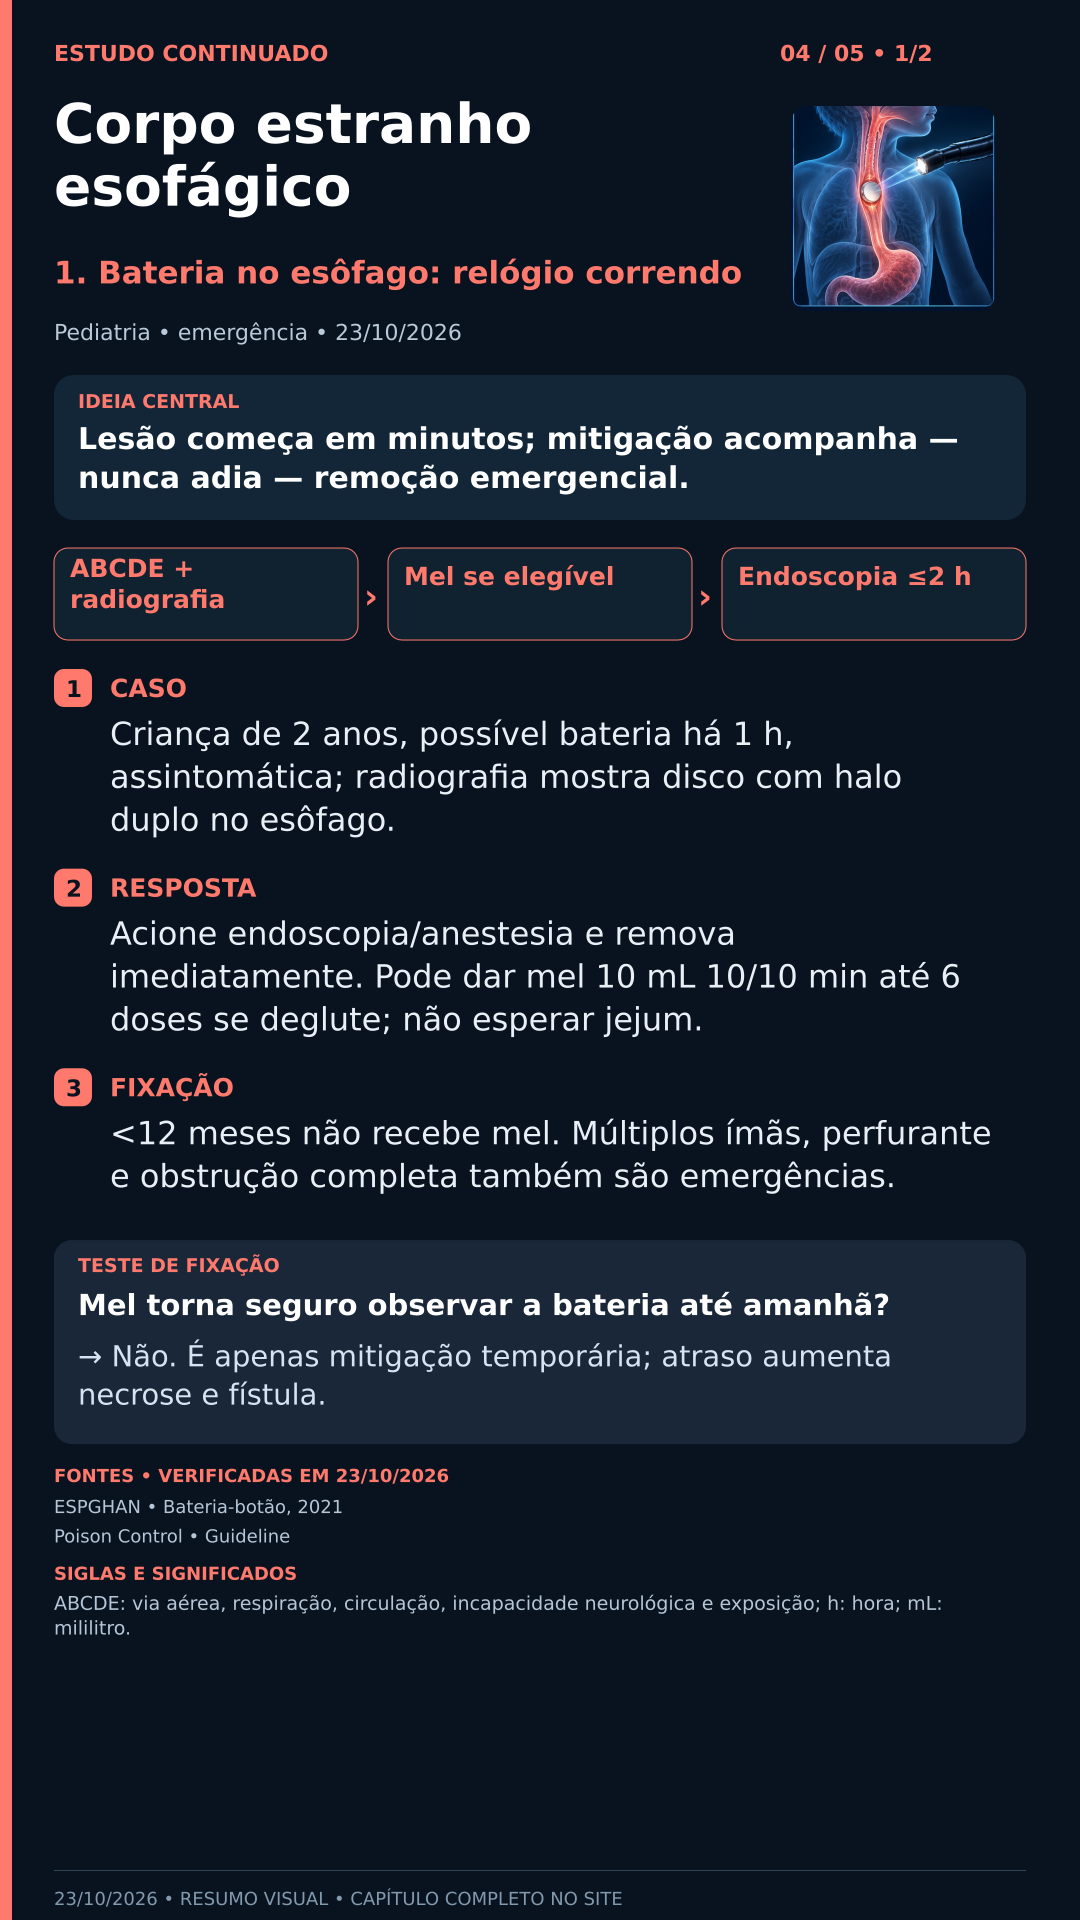 ESTUDO CONTINUADO
04 / 05 • 1/2
Corpo estranho
esofágico
1. Bateria no esôfago: relógio correndo
Pediatria • emergência • 23/10/2026
IDEIA CENTRAL
Lesão começa em minutos; mitigação acompanha —
nunca adia — remoção emergencial.
ABCDE +
radiografia
›
Mel se elegível
›
Endoscopia ≤2 h
1 CASO
Criança de 2 anos, possível bateria há 1 h,
assintomática; radiografia mostra disco com halo
duplo no esôfago.
2 RESPOSTA
Acione endoscopia/anestesia e remova
imediatamente. Pode dar mel 10 mL 10/10 min até 6
doses se deglute; não esperar jejum.
3 FIXAÇÃO
<12 meses não recebe mel. Múltiplos ímãs, perfurante
e obstrução completa também são emergências.
TESTE DE FIXAÇÃO
Mel torna seguro observar a bateria até amanhã?
→ Não. É apenas mitigação temporária; atraso aumenta
necrose e fístula.
FONTES • VERIFICADAS EM 23/10/2026
ESPGHAN • Bateria-botão, 2021
Poison Control • Guideline
SIGLAS E SIGNIFICADOS
ABCDE: via aérea, respiração, circulação, incapacidade neurológica e exposição; h: hora; mL:
mililitro.
23/10/2026 • RESUMO VISUAL • CAPÍTULO COMPLETO NO SITE